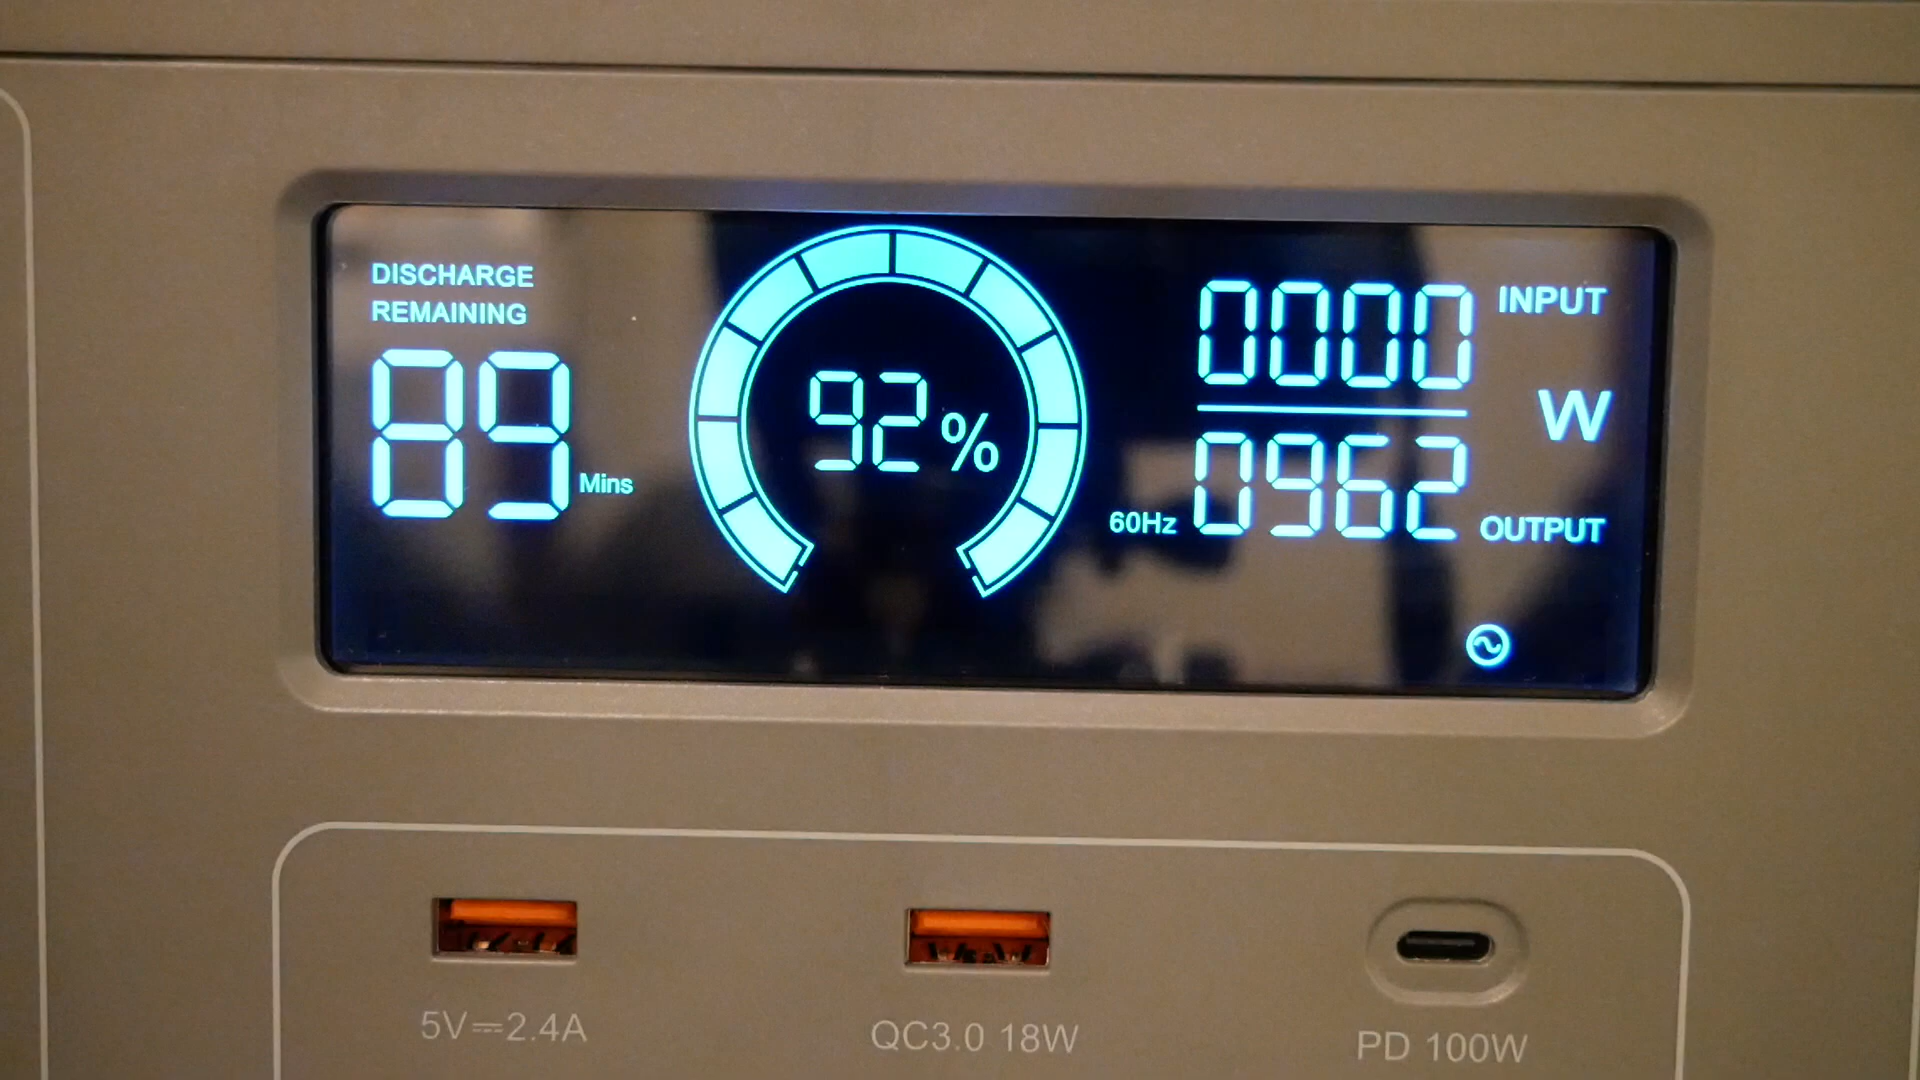 DISCHARGE
REMAINING
89 Mins
92%
0000 INPUT
W
60Hz 0962 OUTPUT
5V⎓2.4A
QC3.0 18W
PD 100W